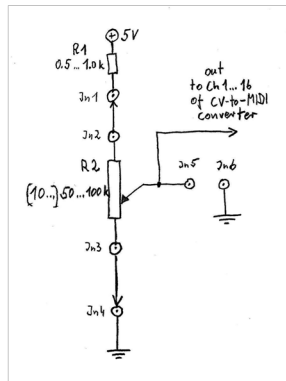 5V
R1
0.5...1.0k
Jn1
out
to Ch1...16
of CV-to-MIDI
converter
Jn2
R2
[10...]50...100k
Jn5
Jn6
Jn3
Jn4